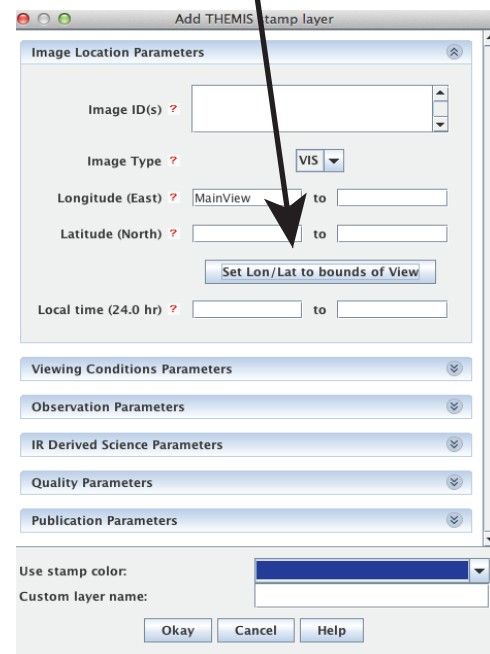 Add THEMIS stamp layer
Image Location Parameters
Image ID(s) ?
Image Type ? VIS
Longitude (East) ? MainView to
Latitude (North) ? to
Set Lon/Lat to bounds of View
Local time (24.0 hr) ? to
Viewing Conditions Parameters
Observation Parameters
IR Derived Science Parameters
Quality Parameters
Publication Parameters
Use stamp color:
Custom layer name:
Okay Cancel Help